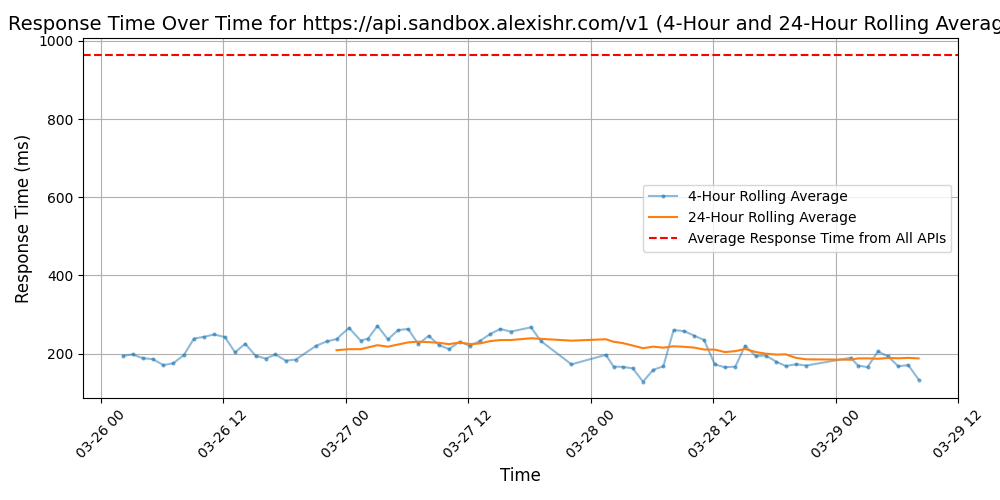 Response Time Over Time for https://api.sandbox.alexishr.com/v1 (4-Hour and 24-Hour Rolling Averag
Response Time (ms)
1000
800
600
400
200
4-Hour Rolling Average
24-Hour Rolling Average
Average Response Time from All APIs
03-26 00
03-26 12
03-27 00
03-27 12
03-28 00
03-28 12
03-29 00
03-29 12
Time